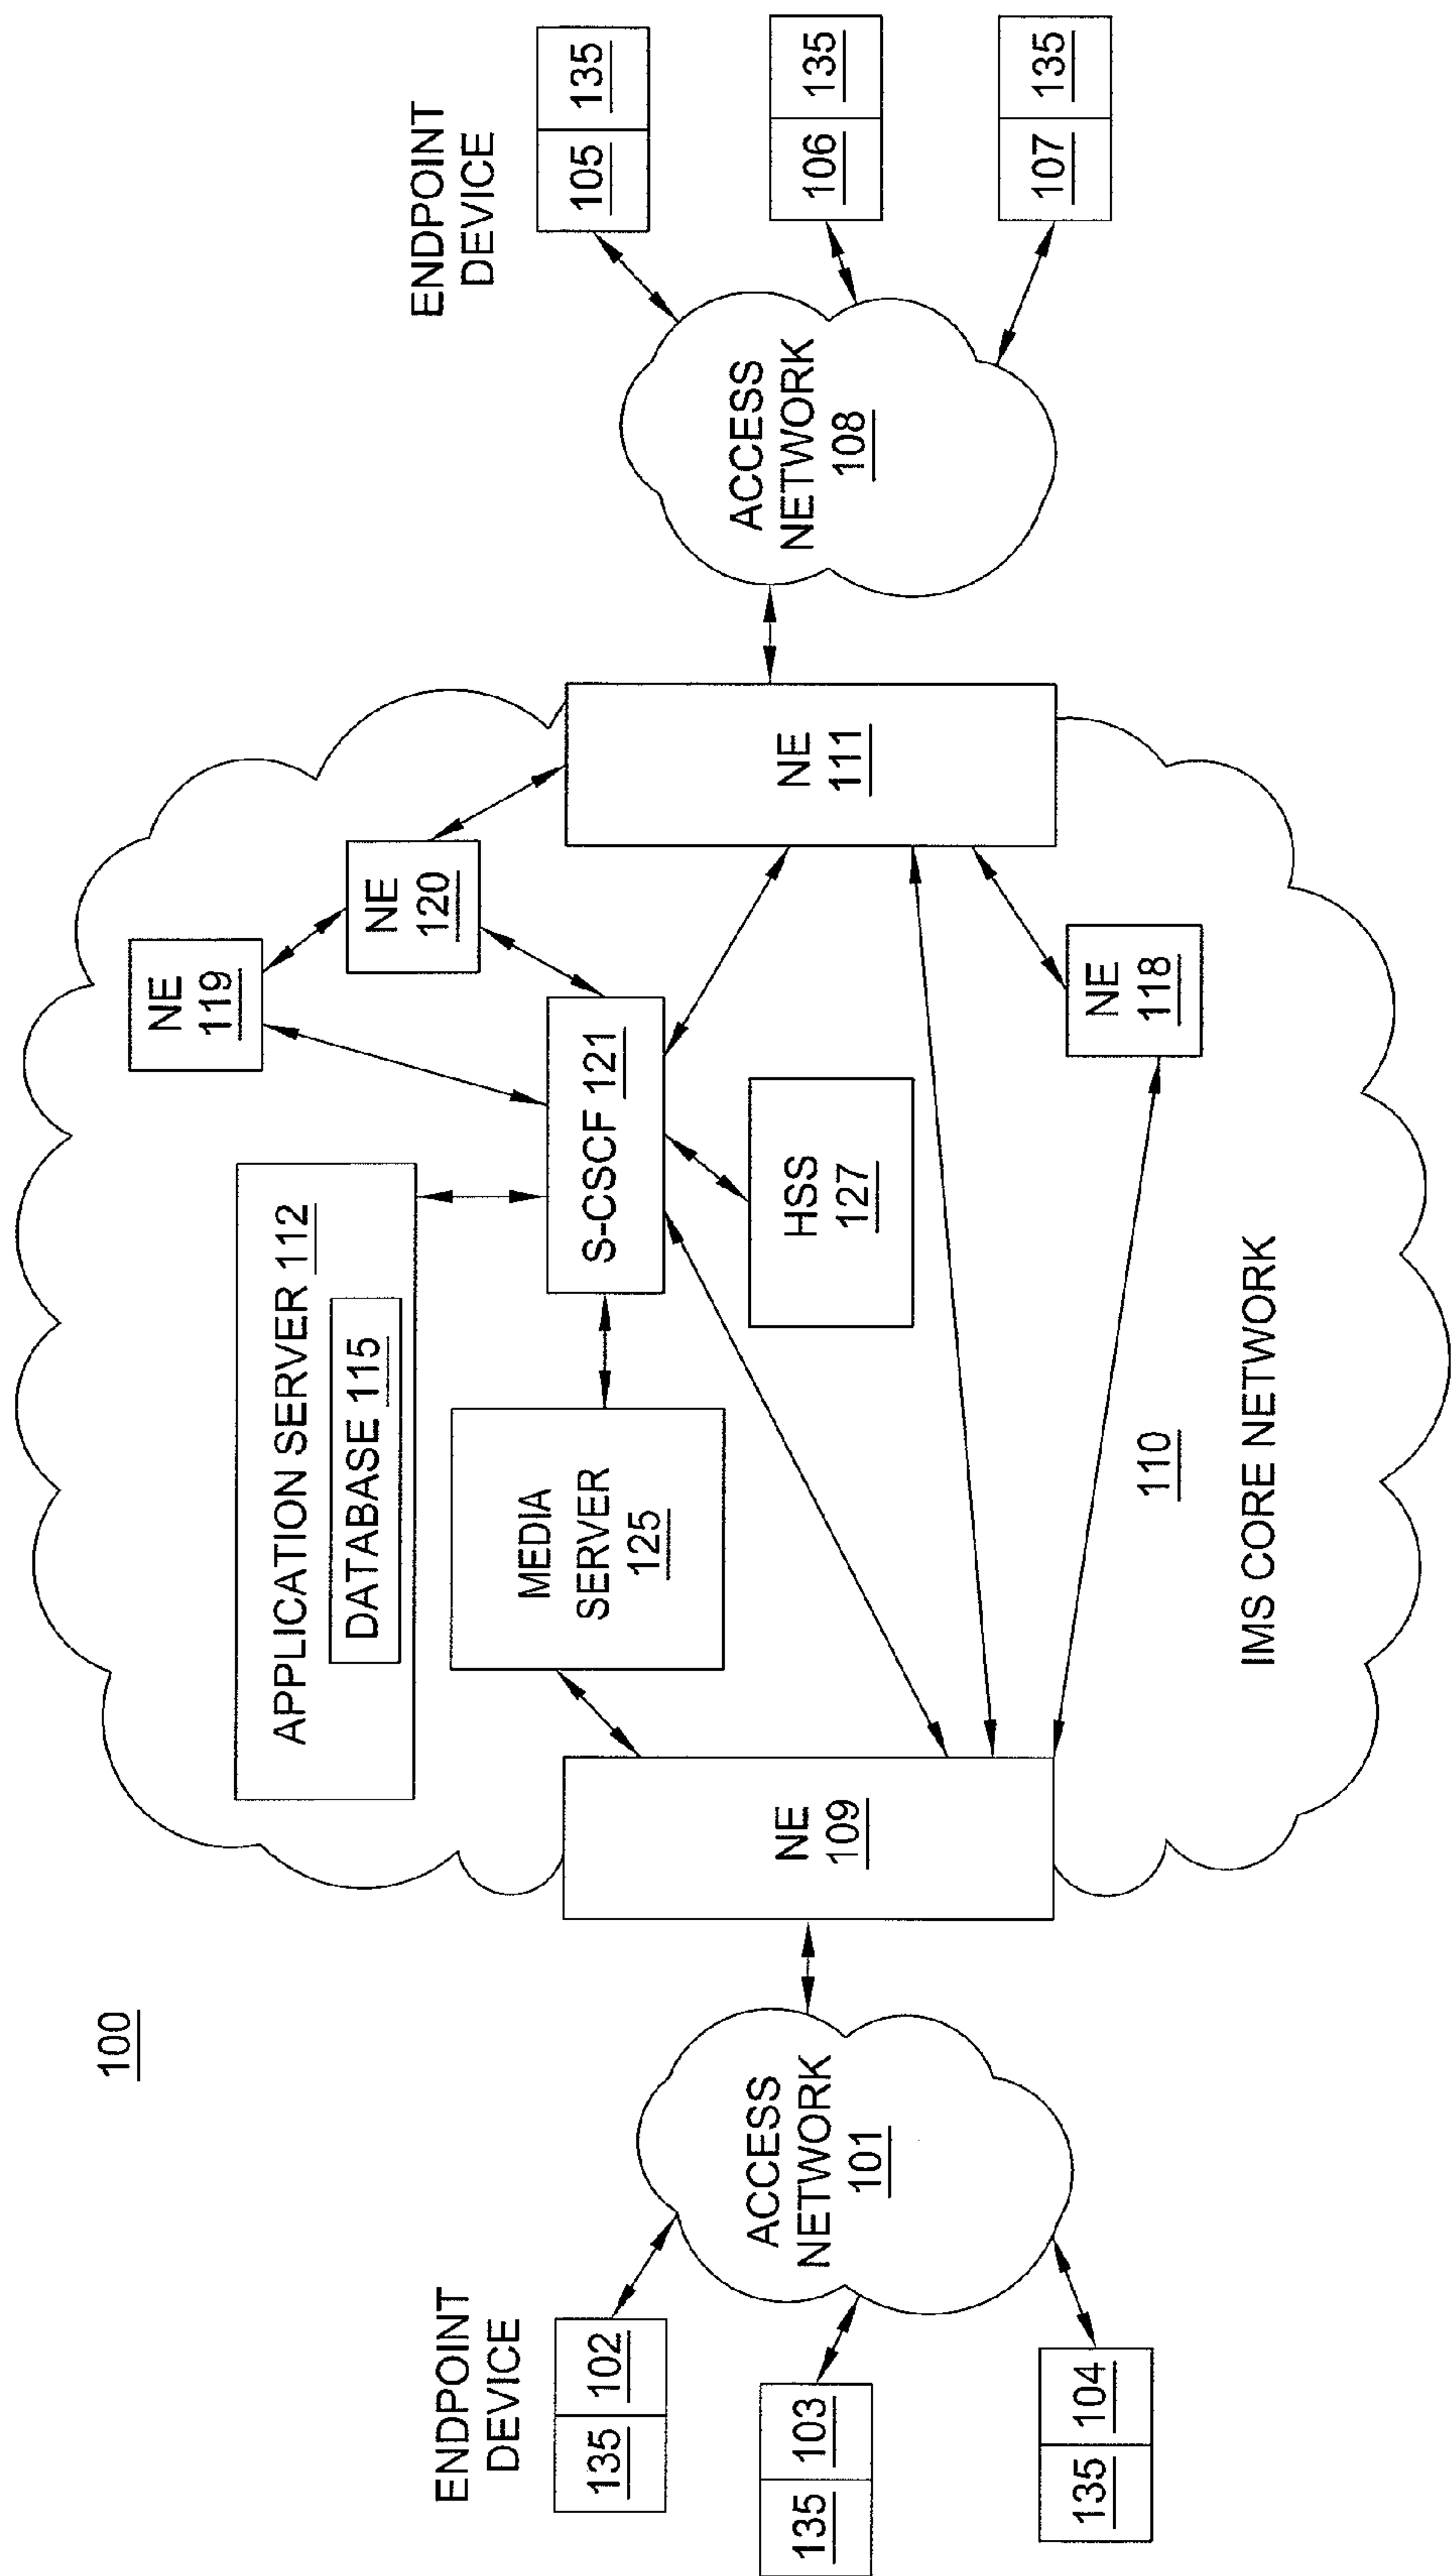 100
ENDPOINT
DEVICE
135 102
135 103
135 104
ACCESS
NETWORK
101
NE
109
APPLICATION SERVER 112
DATABASE 115
MEDIA
SERVER
125
S-CSCF 121
HSS
127
NE
119
NE
120
NE
111
NE
118
110
IMS CORE NETWORK
ACCESS
NETWORK
108
ENDPOINT
DEVICE
105 135
106 135
107 135